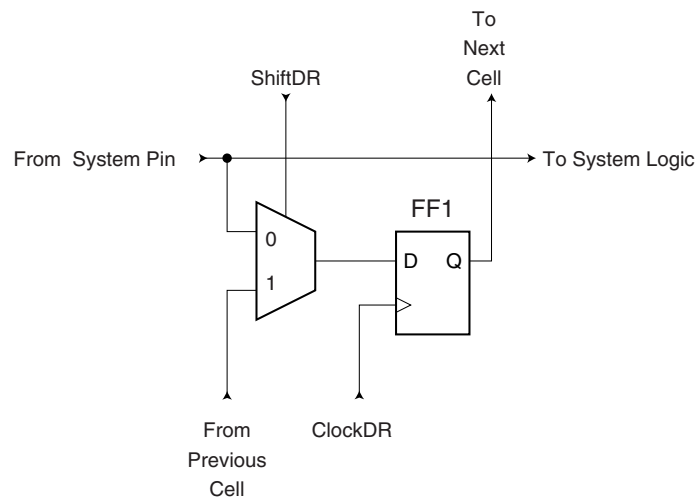 To
Next
Cell
ShiftDR
From System Pin
To System Logic
FF1
0
D Q
1
From
Previous
Cell
ClockDR